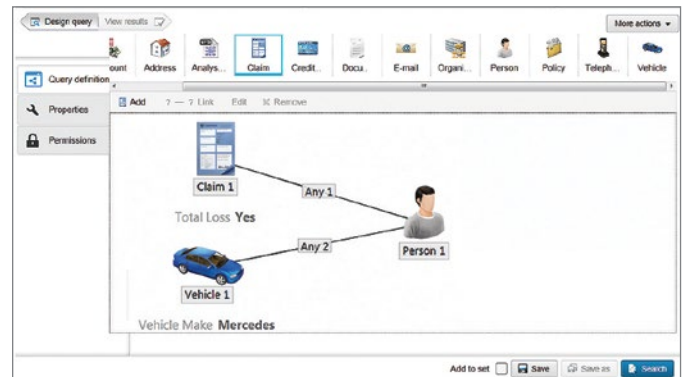 Design query View results More actions
ount Address Analys... Claim Credit... Docu... E-mail Organi... Person Policy Teleph... Vehicle
Query definition
Properties
Permissions
Add ? — ? Link Edit Remove
Claim 1
Any 1
Total Loss Yes
Any 2
Person 1
Vehicle 1
Vehicle Make Mercedes
Add to set Save Save as Search